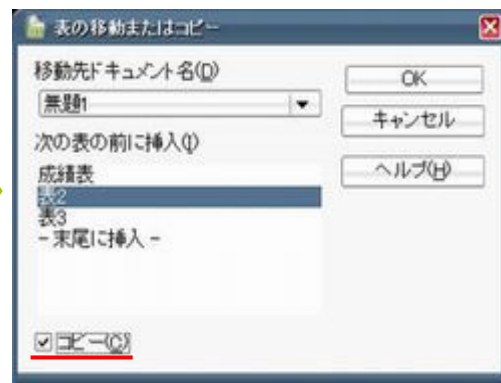 表の移動またはコピー
移動先ドキュメント名(D)
無題1
次の表の前に挿入(I)
成績表
表2
表3
- 末尾に挿入 -
コピー(C)
OK
キャンセル
ヘルプ(H)